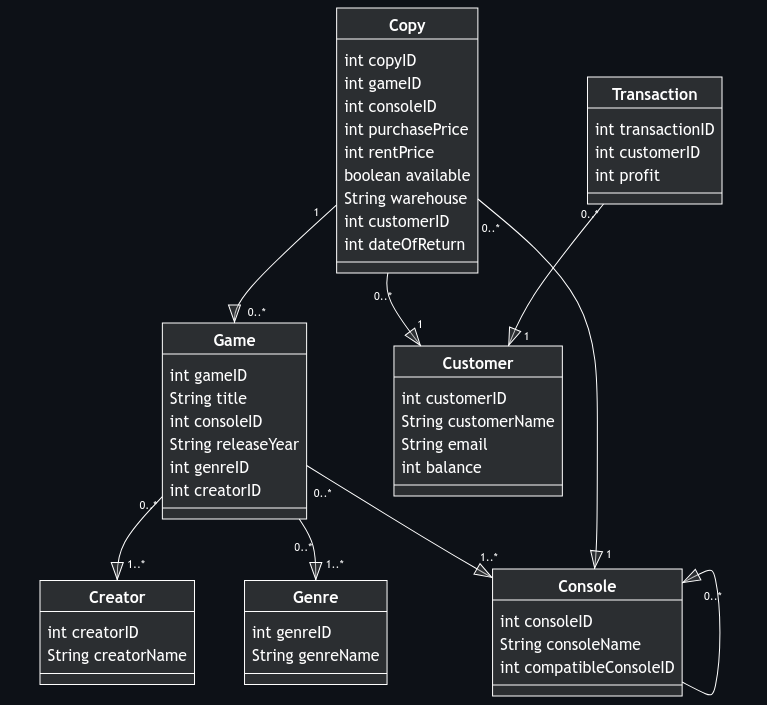 Copy
int copyID
int gameID
int consoleID
int purchasePrice
int rentPrice
boolean available
String warehouse
int customerID
int dateOfReturn
Transaction
int transactionID
int customerID
int profit
1
0..*
0..*
0..*
0..*
1
1
Game
int gameID
String title
int consoleID
String releaseYear
int genreID
int creatorID
Customer
int customerID
String customerName
String email
int balance
0..*
0..*
0..*
1..*
1..*
1..*
1
0..*
Creator
int creatorID
String creatorName
Genre
int genreID
String genreName
Console
int consoleID
String consoleName
int compatibleConsoleID